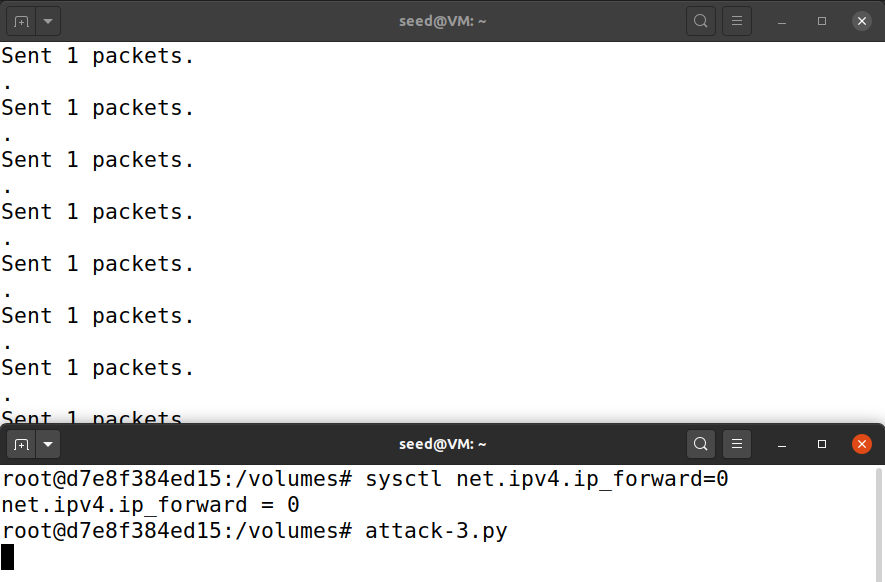 seed@VM: ~
Sent 1 packets.
.
Sent 1 packets.
.
Sent 1 packets.
.
Sent 1 packets.
.
Sent 1 packets.
.
Sent 1 packets.
.
Sent 1 packets.
.
Sent 1 packets
seed@VM: ~
root@d7e8f384ed15:/volumes# sysctl net.ipv4.ip_forward=0
net.ipv4.ip_forward = 0
root@d7e8f384ed15:/volumes# attack-3.py